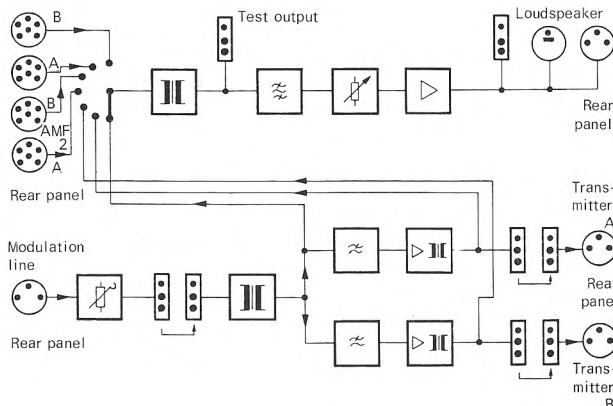 B
Test output
Loudspeaker
A
B
AMF
2
A
Rear
panel
Rear panel
Trans-
mitter
A
Modulation
line
Rear
panel
Rear panel
Trans-
mitter
B